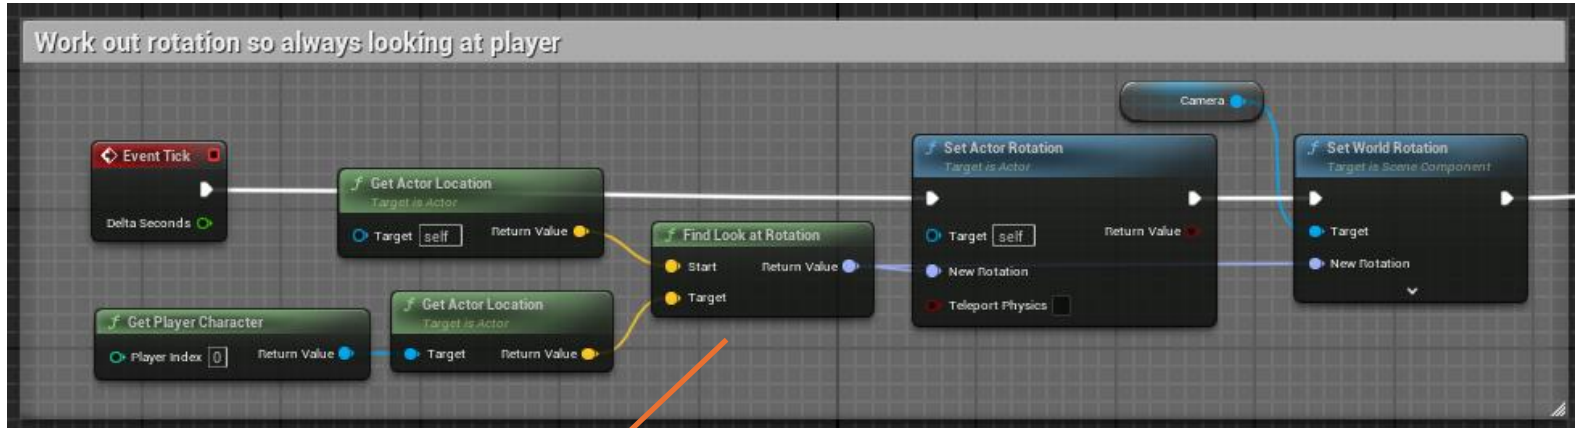 Work out rotation so always looking at player
Camera
Event Tick
Delta Seconds
Get Actor Location
Target is Actor
Target self Return Value
Get Player Character
Player Index 0 Return Value
Get Actor Location
Target is Actor
Target Return Value
Find Look at Rotation
Start Return Value
Target
Set Actor Rotation
Target is Actor
Target self Return Value
New Rotation
Teleport Physics
Set World Rotation
Target is Scene Component
Target
New Rotation